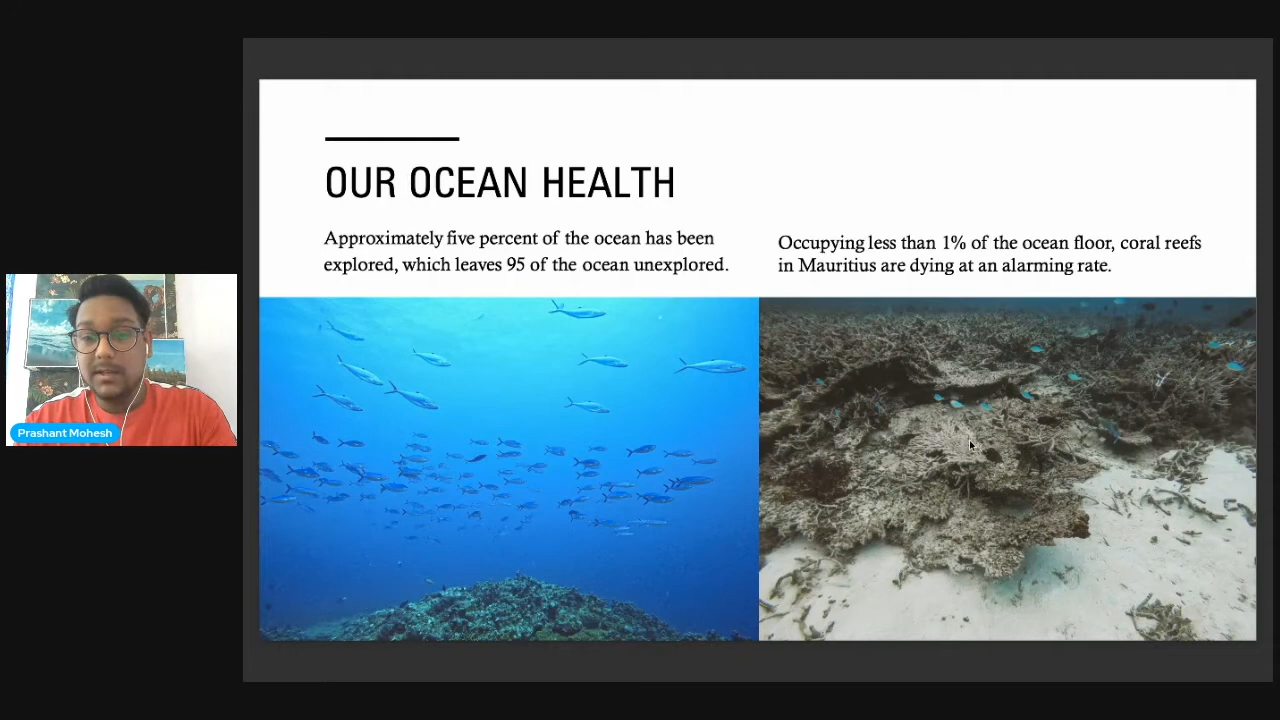 OUR OCEAN HEALTH
Approximately five percent of the ocean has been
explored, which leaves 95 of the ocean unexplored.
Occupying less than 1% of the ocean floor, coral reefs
in Mauritius are dying at an alarming rate.
Prashant Mohesh